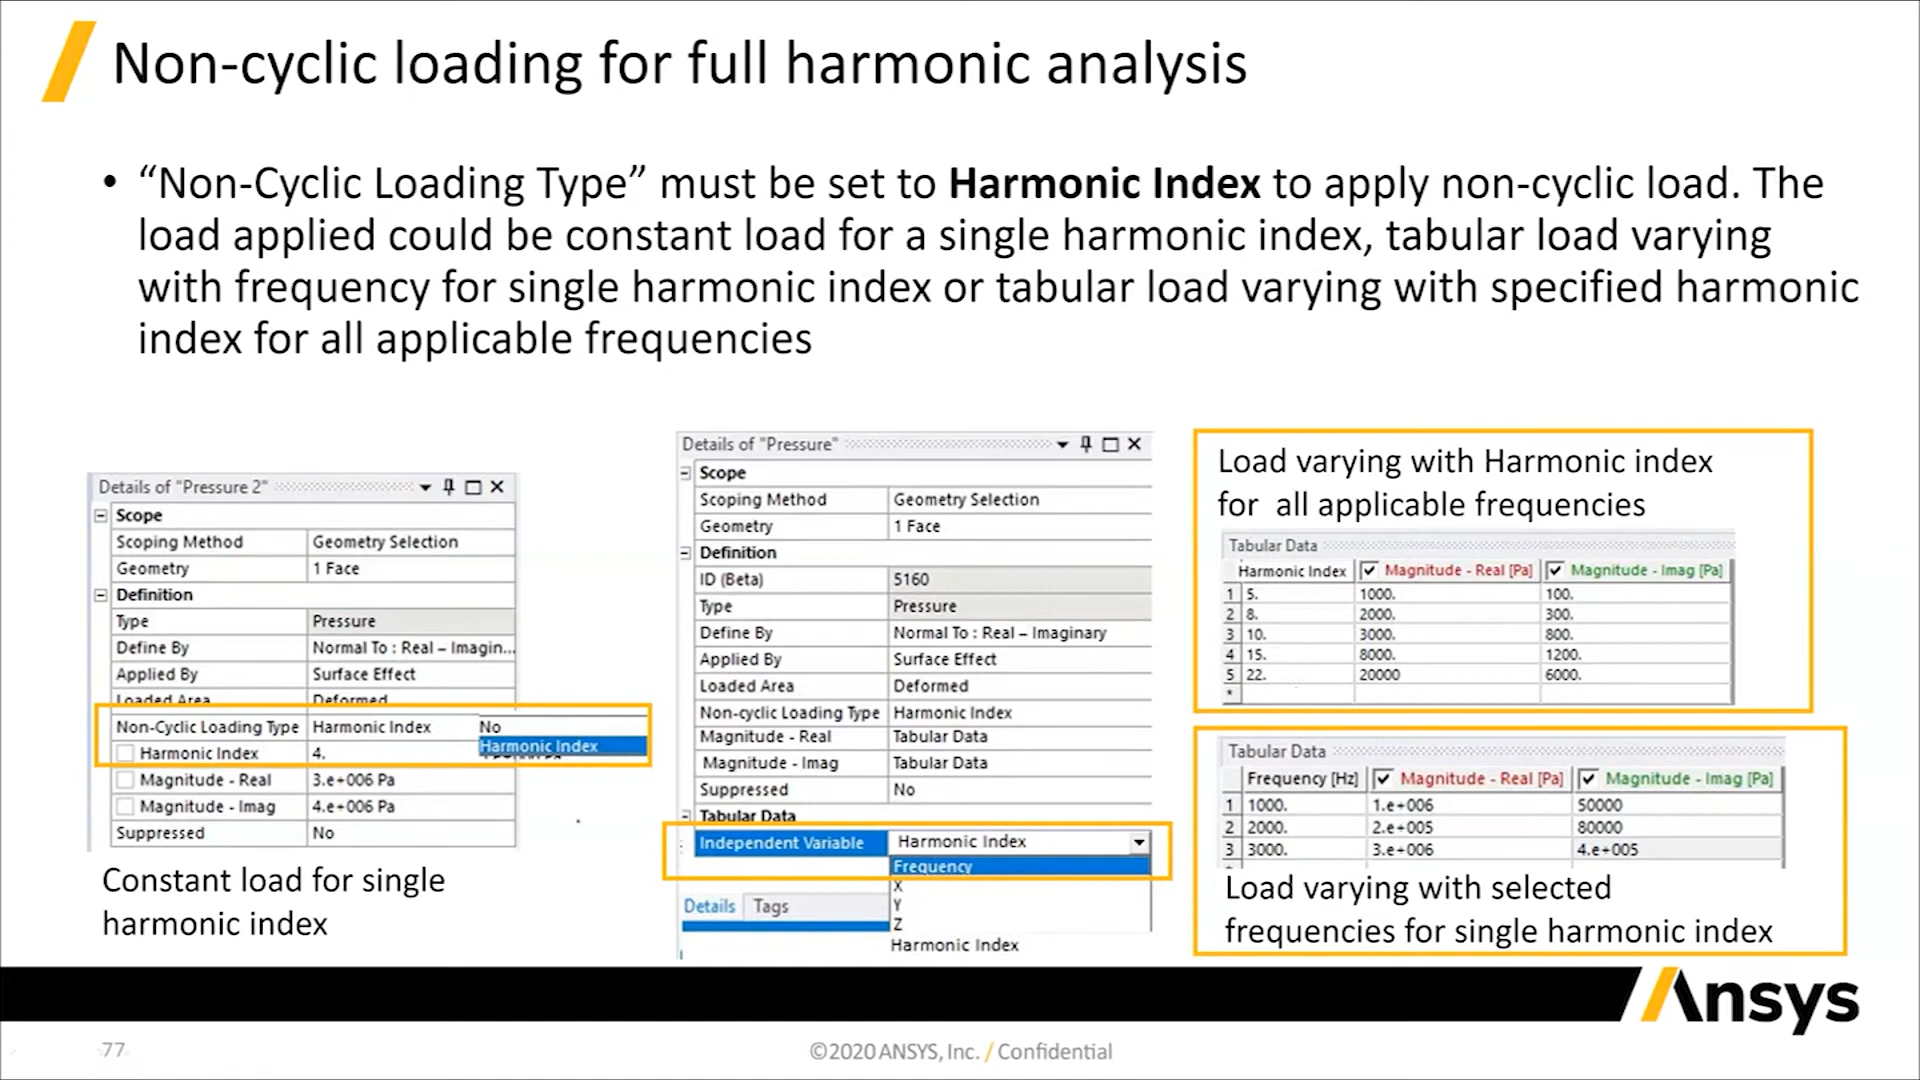 Non-cyclic loading for full harmonic analysis
• “Non-Cyclic Loading Type” must be set to Harmonic Index to apply non-cyclic load. The
load applied could be constant load for a single harmonic index, tabular load varying
with frequency for single harmonic index or tabular load varying with specified harmonic
index for all applicable frequencies
Details of "Pressure 2"
Scope
Scoping Method Geometry Selection
Geometry 1 Face
Definition
Type Pressure
Define By Normal To : Real – Imagin...
Applied By Surface Effect
Loaded Area Deformed
Non-Cyclic Loading Type Harmonic Index No
Harmonic Index
Harmonic Index 4.
Magnitude - Real 3.e+006 Pa
Magnitude - Imag 4.e+006 Pa
Suppressed No
Constant load for single
harmonic index
Details of "Pressure"
Scope
Scoping Method Geometry Selection
Geometry 1 Face
Definition
ID (Beta) 5160
Type Pressure
Define By Normal To : Real – Imaginary
Applied By Surface Effect
Loaded Area Deformed
Non-cyclic Loading Type Harmonic Index
Magnitude - Real Tabular Data
Magnitude - Imag Tabular Data
Suppressed No
Tabular Data
Independent Variable Harmonic Index
Frequency
X
Y
Z
Harmonic Index
Details Tags
Load varying with Harmonic index
for all applicable frequencies
Tabular Data
Harmonic Index Magnitude - Real [Pa] Magnitude - Imag [Pa]
1 5. 1000. 100.
2 8. 2000. 300.
3 10. 3000. 800.
4 15. 8000. 1200.
5 22. 20000 6000.
*
Tabular Data
Frequency [Hz] Magnitude - Real [Pa] Magnitude - Imag [Pa]
1 1000. 1.e+006 50000
2 2000. 2.e+005 80000
3 3000. 3.e+006 4.e+005
Load varying with selected
frequencies for single harmonic index
Ansys
77
©2020 ANSYS, Inc. / Confidential